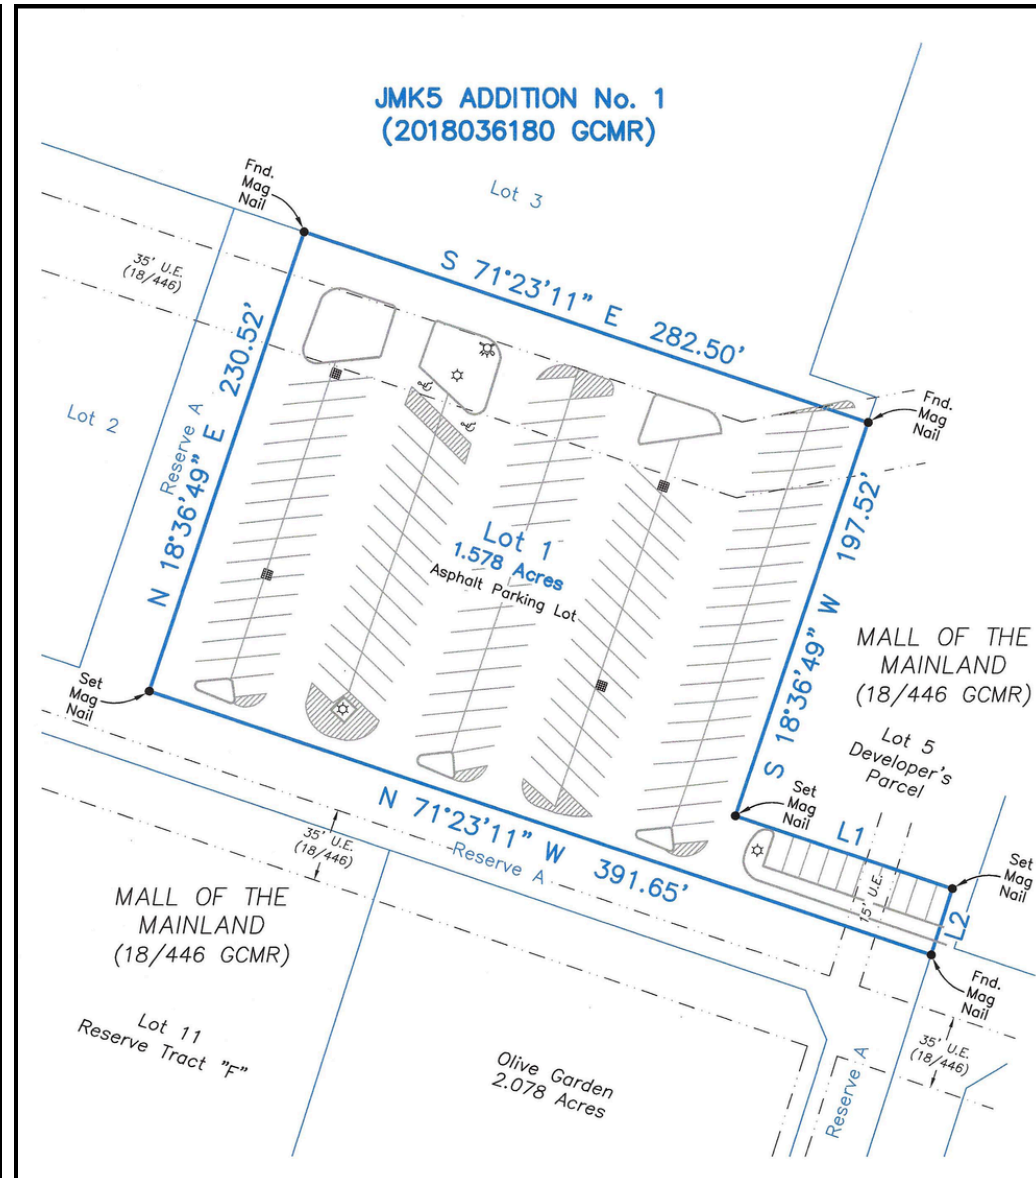 JMK5 ADDITION No. 1
(2018036180 GCMR)
Lot 3
Fnd.
Mag
Nail
35' U.E.
(18/446)
S 71°23'11" E 282.50'
N 18°36'49" E 230.52'
Reserve A
Lot 2
Fnd.
Mag
Nail
S 18°36'49" W 197.52'
Lot 1
1.578 Acres
Asphalt Parking Lot
MALL OF THE
MAINLAND
(18/446 GCMR)
Lot 5
Developer's
Parcel
Set
Mag
Nail
Set
Mag
Nail
L1
Set
Mag
Nail
L2
15' U.E.
N 71°23'11" W 391.65'
Reserve A
35' U.E.
(18/446)
MALL OF THE
MAINLAND
(18/446 GCMR)
Lot 11
Reserve Tract "F"
Olive Garden
2.078 Acres
Fnd.
Mag
Nail
35' U.E.
(18/446)
Reserve A